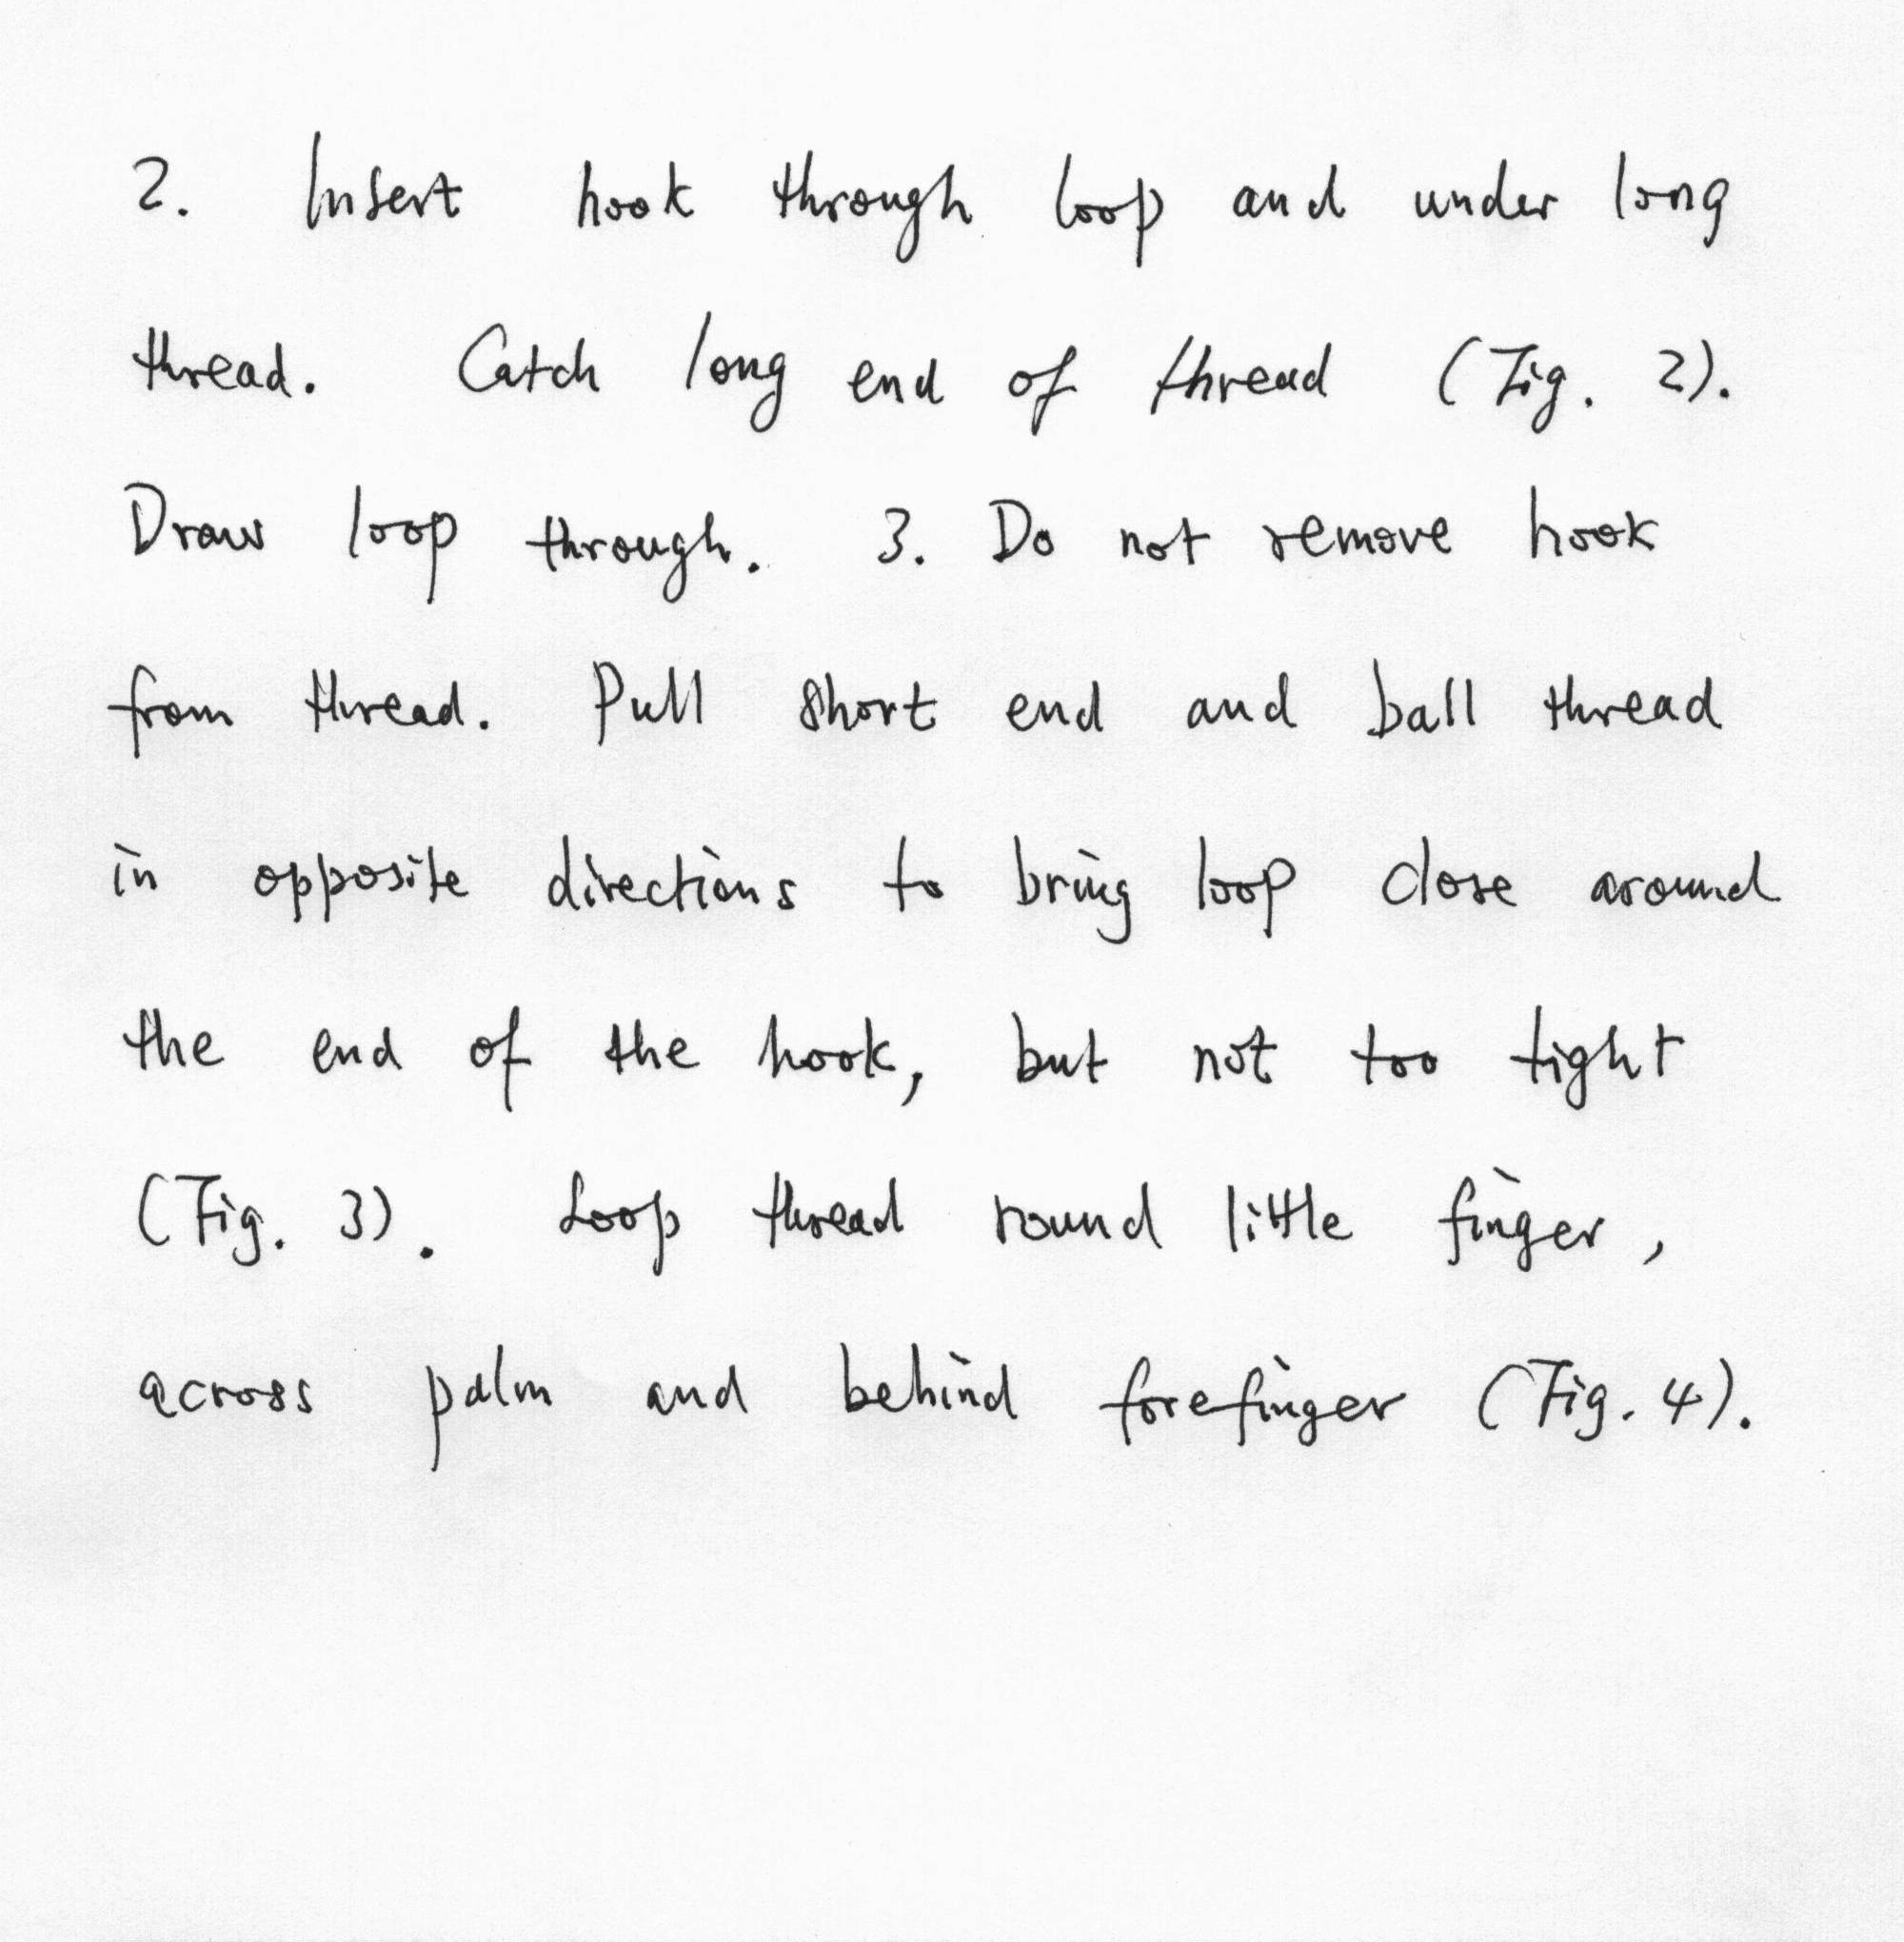 2. Insert hook through loop and under long
thread. Catch long end of thread (Fig. 2).
Draw loop through. 3. Do not remove hook
from thread. Pull short end and ball thread
in opposite directions to bring loop close around
the end of the hook, but not too tight
(Fig. 3). Loop thread round little finger,
across palm and behind forefinger (Fig. 4).